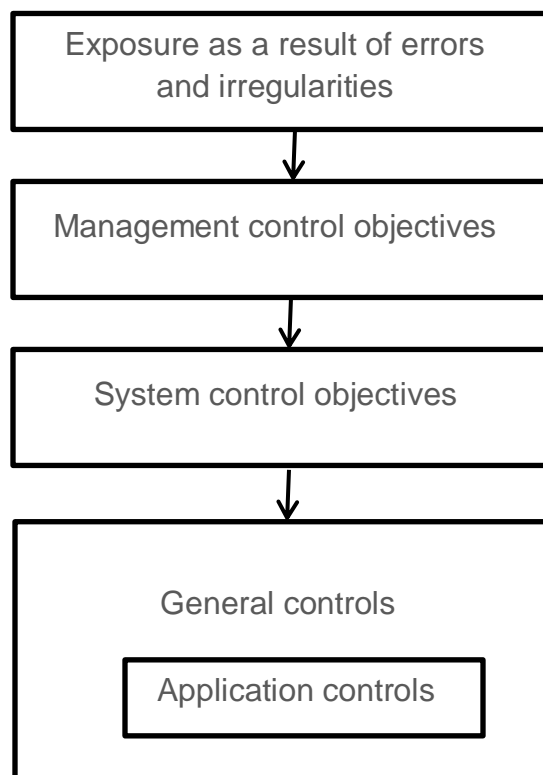 Exposure as a result of errors
and irregularities
Management control objectives
System control objectives
General controls
Application controls